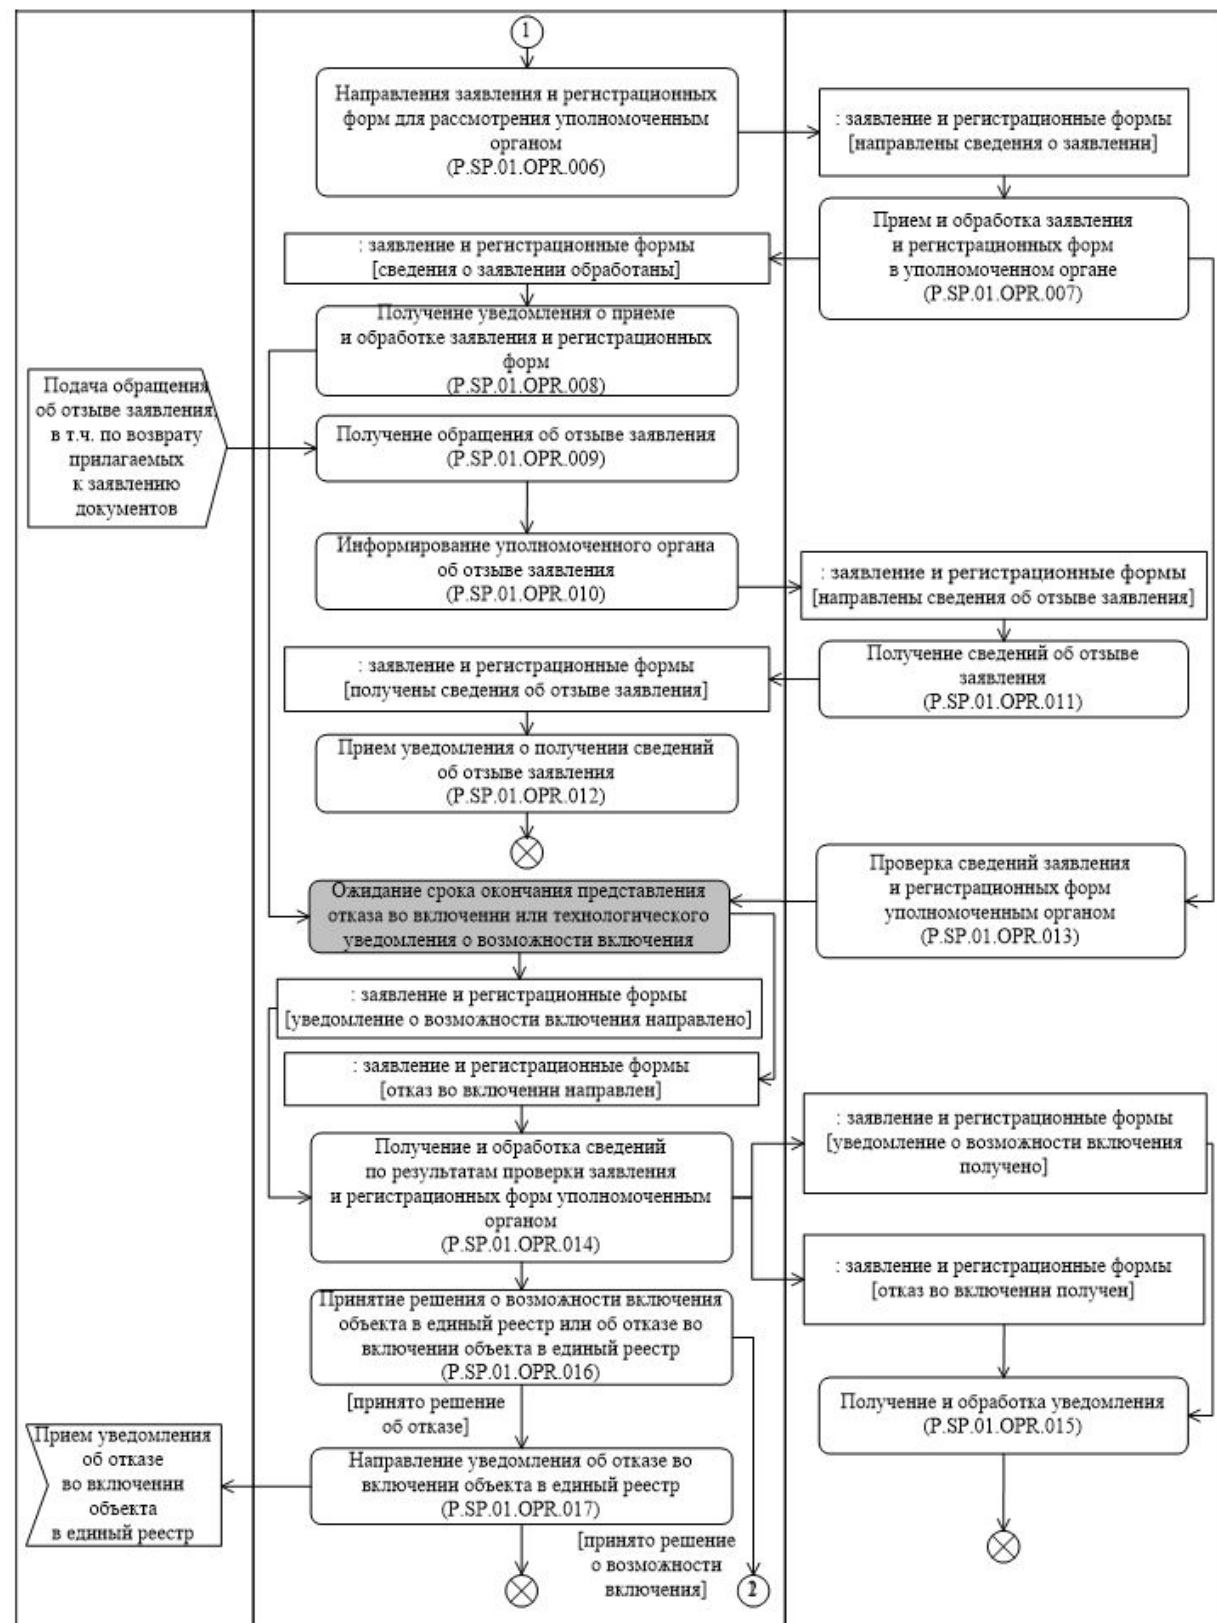 1
Направления заявления и регистрационных
форм для рассмотрения уполномоченным
органом
(P.SP.01.OPR.006)
: заявление и регистрационные формы
[направлены сведения о заявлении]
Прием и обработка заявления
и регистрационных форм
в уполномоченном органе
(P.SP.01.OPR.007)
: заявление и регистрационные формы
[сведения о заявлении обработаны]
Получение уведомления о приеме
и обработке заявления и регистрационных
форм
(P.SP.01.OPR.008)
Подача обращения
об отзыве заявления,
в т.ч. по возврату
прилагаемых
к заявлению
документов
Получение обращения об отзыве заявления
(P.SP.01.OPR.009)
Информирование уполномоченного органа
об отзыве заявления
(P.SP.01.OPR.010)
: заявление и регистрационные формы
[направлены сведения об отзыве заявления]
Получение сведений об отзыве
заявления
(P.SP.01.OPR.011)
: заявление и регистрационные формы
[получены сведения об отзыве заявления]
Прием уведомления о получении сведений
об отзыве заявления
(P.SP.01.OPR.012)
Проверка сведений заявления
и регистрационных форм
уполномоченным органом
(P.SP.01.OPR.013)
Ожидание срока окончания представления
отказа во включении или технологического
уведомления о возможности включения
: заявление и регистрационные формы
[уведомление о возможности включения направлено]
: заявление и регистрационные формы
[отказ во включении направлен]
Получение и обработка сведений
по результатам проверки заявления
и регистрационных форм уполномоченным
органом
(P.SP.01.OPR.014)
: заявление и регистрационные формы
[уведомление о возможности включения
получено]
: заявление и регистрационные формы
[отказ во включении получен]
Принятие решения о возможности включения
объекта в единый реестр или об отказе во
включении объекта в единый реестр
(P.SP.01.OPR.016)
Получение и обработка уведомления
(P.SP.01.OPR.015)
[принято решение
об отказе]
Направление уведомления об отказе во
включении объекта в единый реестр
(P.SP.01.OPR.017)
Прием уведомления
об отказе
во включении
объекта
в единый реестр
[принято решение
о возможности
включения]
2